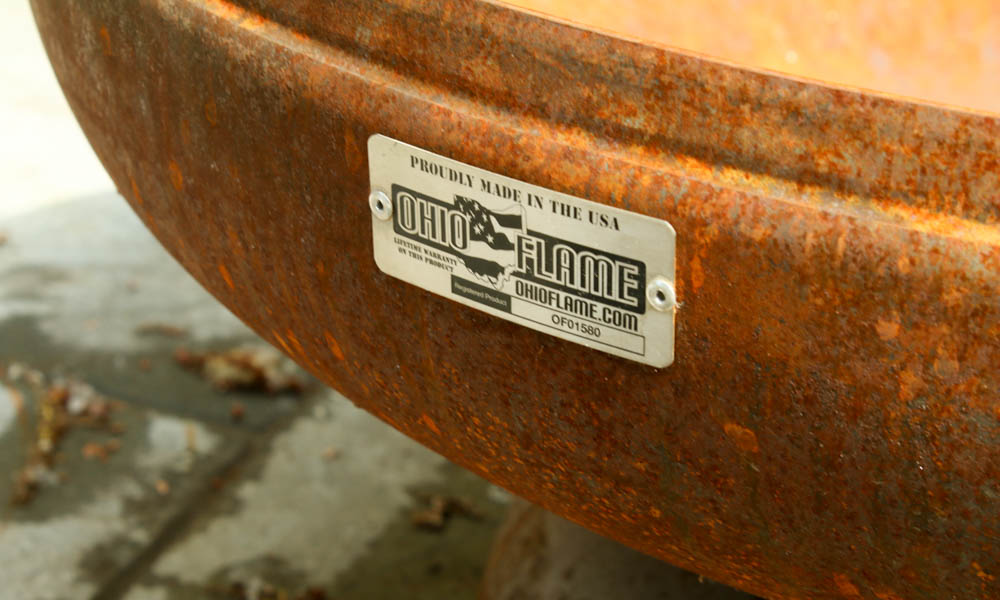 PROUDLY MADE IN THE USA
OHIO FLAME
LIFETIME WARRANTY
ON THIS PRODUCT
OHIOFLAME.COM
Registered Product
OF01580